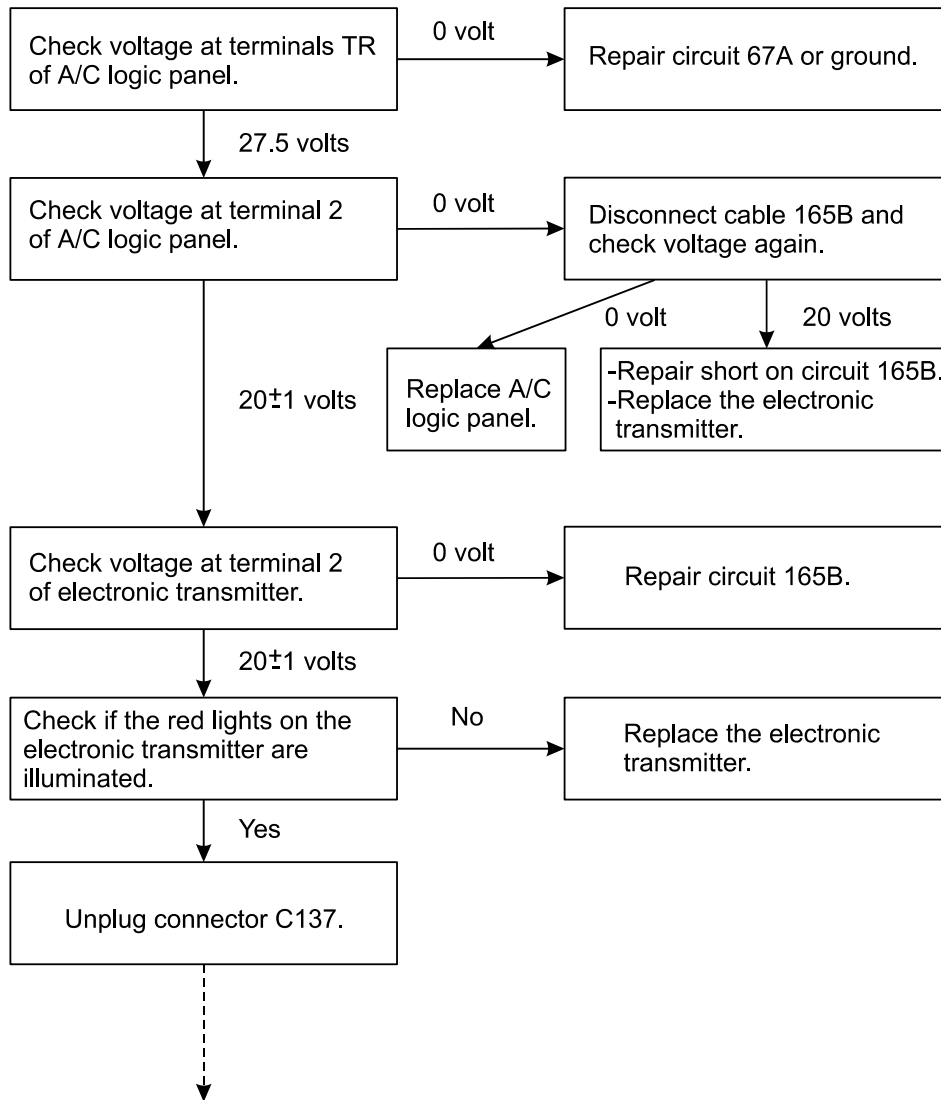 Check voltage at terminals TR
of A/C logic panel.
0 volt
Repair circuit 67A or ground.
27.5 volts
Check voltage at terminal 2
of A/C logic panel.
0 volt
Disconnect cable 165B and
check voltage again.
0 volt
20 volts
20±1 volts
Replace A/C
logic panel.
-Repair short on circuit 165B.
-Replace the electronic
transmitter.
Check voltage at terminal 2
of electronic transmitter.
0 volt
Repair circuit 165B.
20±1 volts
Check if the red lights on the
electronic transmitter are
illuminated.
No
Replace the electronic
transmitter.
Yes
Unplug connector C137.